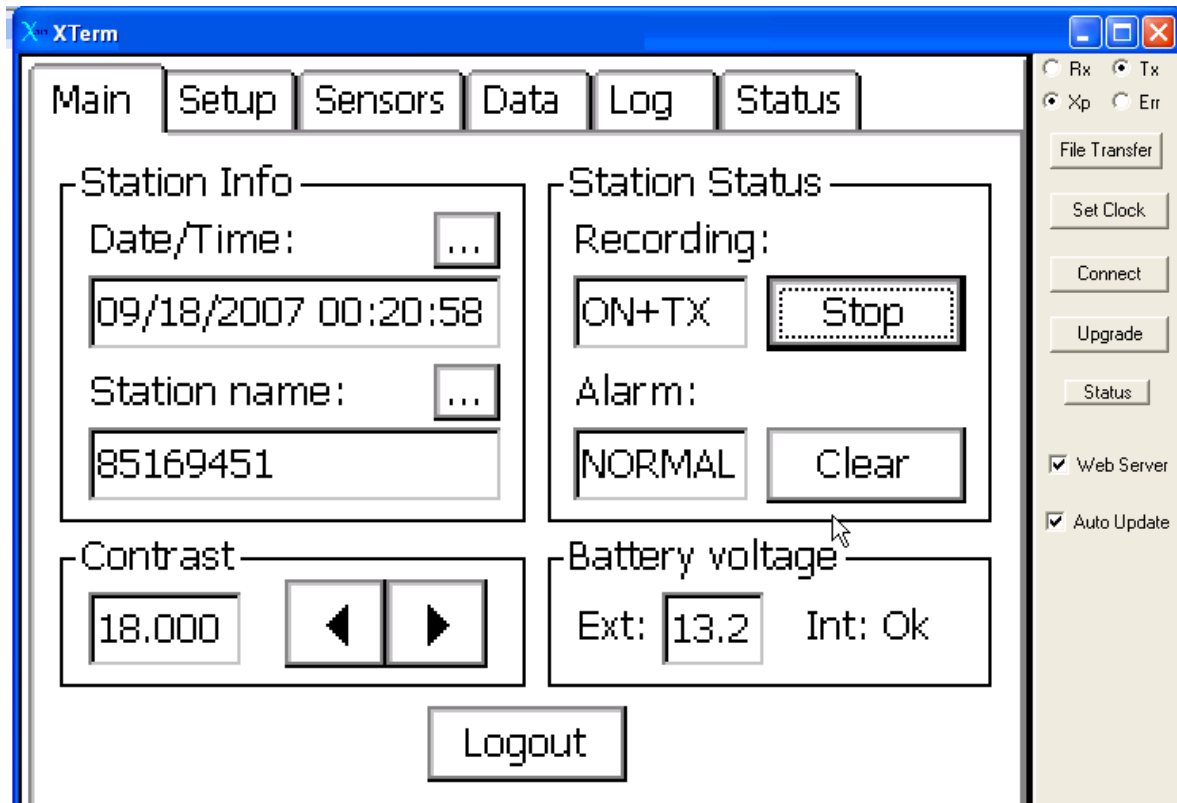 XTerm
Main Setup Sensors Data Log Status
Station Info
Date/Time: ...
09/18/2007 00:20:58
Station name: ...
85169451
Station Status
Recording:
ON+TX Stop
Alarm:
NORMAL Clear
Contrast
18.000
Battery voltage
Ext: 13.2 Int: Ok
Logout
Rx Tx
Xp Err
File Transfer
Set Clock
Connect
Upgrade
Status
Web Server
Auto Update